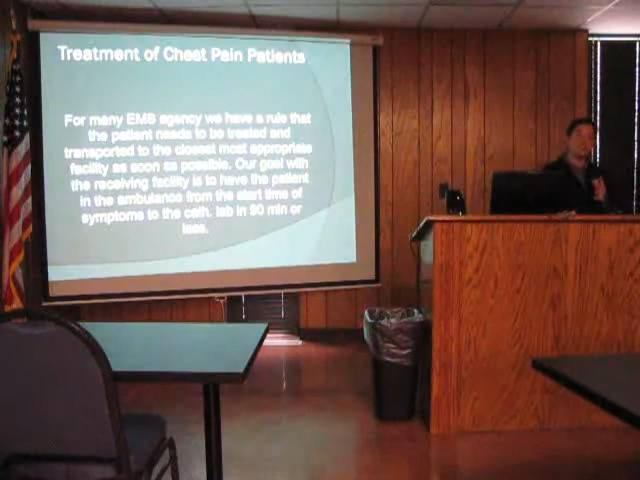 Treatment of Chest Pain Patients
For many EMS agency we have a rule that
the patient needs to be treated and
transported to the closest most appropriate
facility as soon as possible. Our goal with
the receiving facility is to have the patient
in the ambulance from the start time of
symptoms to the cath. lab in 90 min or
less.